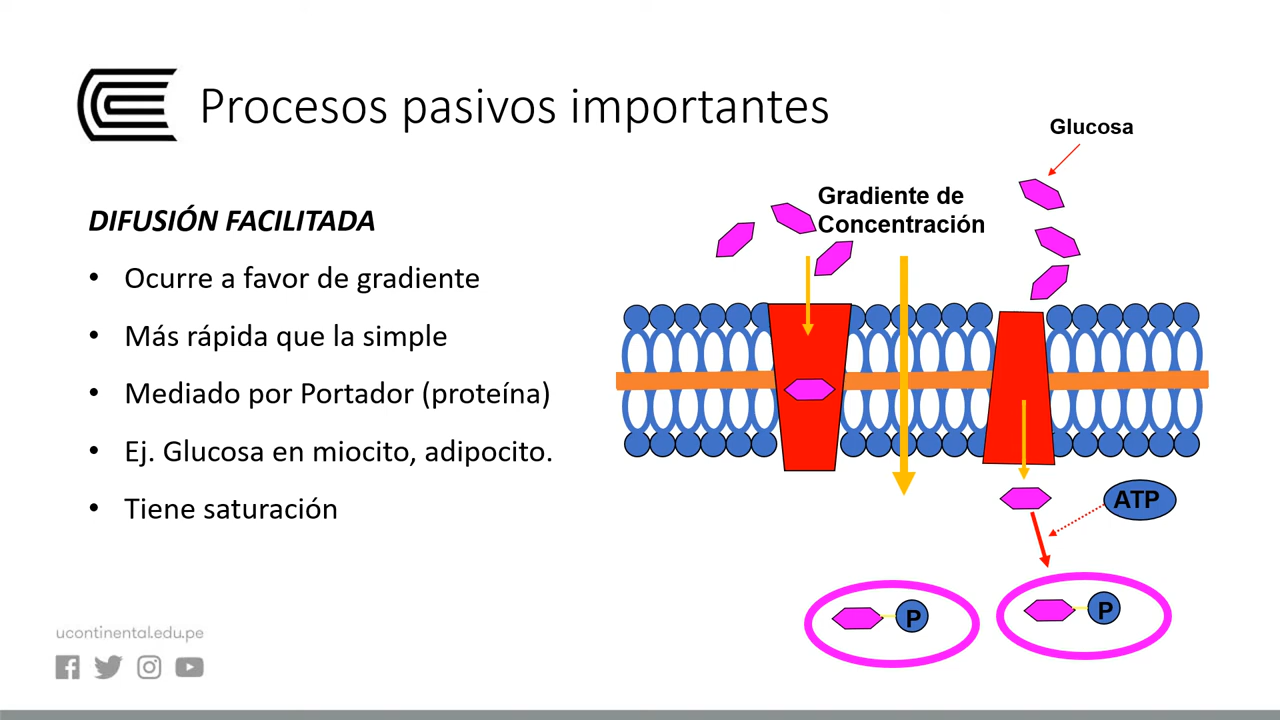 Procesos pasivos importantes
DIFUSIÓN FACILITADA
• Ocurre a favor de gradiente
• Más rápida que la simple
• Mediado por Portador (proteína)
• Ej. Glucosa en miocito, adipocito.
• Tiene saturación
Glucosa
Gradiente de
Concentración
ATP
P
P
ucontinental.edu.pe